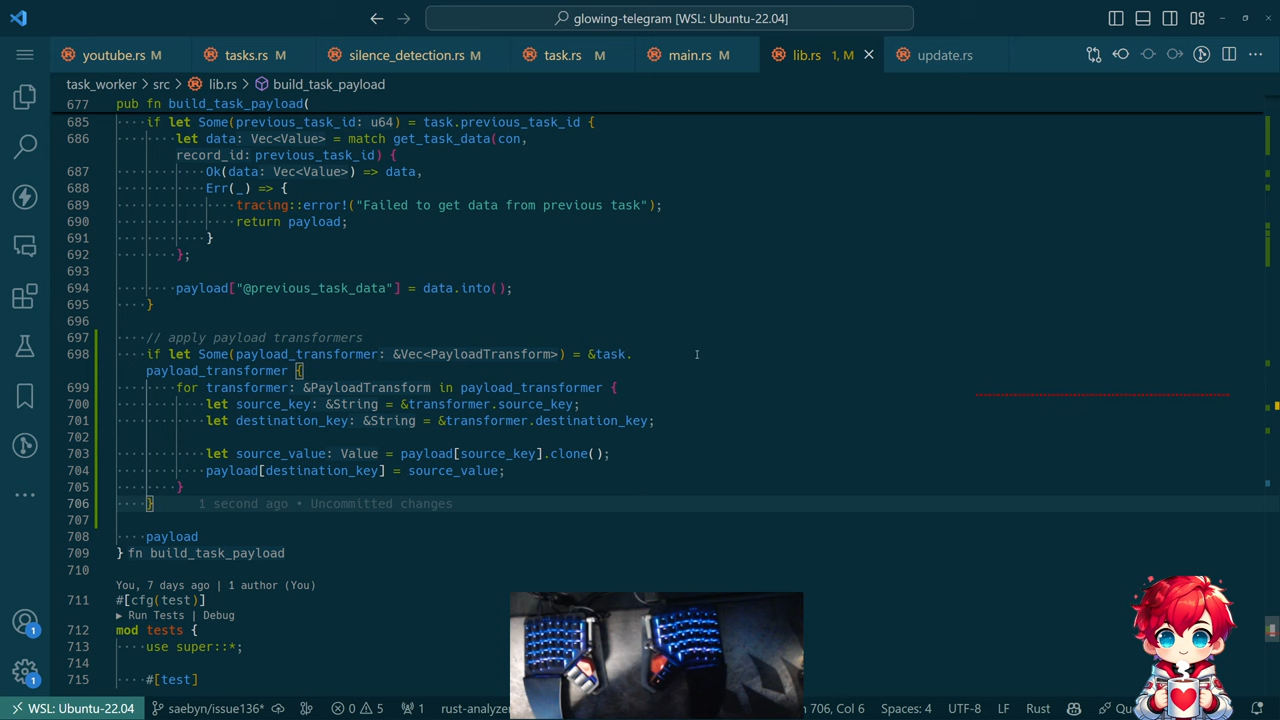 glowing-telegram [WSL: Ubuntu-22.04]
youtube.rs M
tasks.rs M
silence_detection.rs M
task.rs M
main.rs M
lib.rs 1, M
update.rs
task_worker > src > lib.rs > build_task_payload
677 pub fn build_task_payload(
685 ····if let Some(previous_task_id: u64) = task.previous_task_id {
686 ········let data: Vec<Value> = match get_task_data(con,
record_id: previous_task_id) {
687 ············Ok(data: Vec<Value>) => data,
688 ············Err(_) => {
689 ················tracing::error!("Failed to get data from previous task");
690 ················return payload;
691 ············}
692 ········};
693
694 ········payload["@previous_task_data"] = data.into();
695 ····}
696
697 ····// apply payload transformers
698 ····if let Some(payload_transformer: &Vec<PayloadTransform>) = &task.
payload_transformer {
699 ········for transformer: &PayloadTransform in payload_transformer {
700 ············let source_key: &String = &transformer.source_key;
701 ············let destination_key: &String = &transformer.destination_key;
702
703 ············let source_value: Value = payload[source_key].clone();
704 ············payload[destination_key] = source_value;
705 ········}
706 ····} 1 second ago • Uncommitted changes
707
708 ····payload
709 } fn build_task_payload
710
You, 7 days ago | 1 author (You)
711 #[cfg(test)]
▶ Run Tests | Debug
712 mod tests {
713 ····use super::*;
714
715 ····#[test]
1
1
WSL: Ubuntu-22.04
saebyn/issue136*
0
5
1
rust-analyzer
Ln 706, Col 6
Spaces: 4
UTF-8
LF
Rust